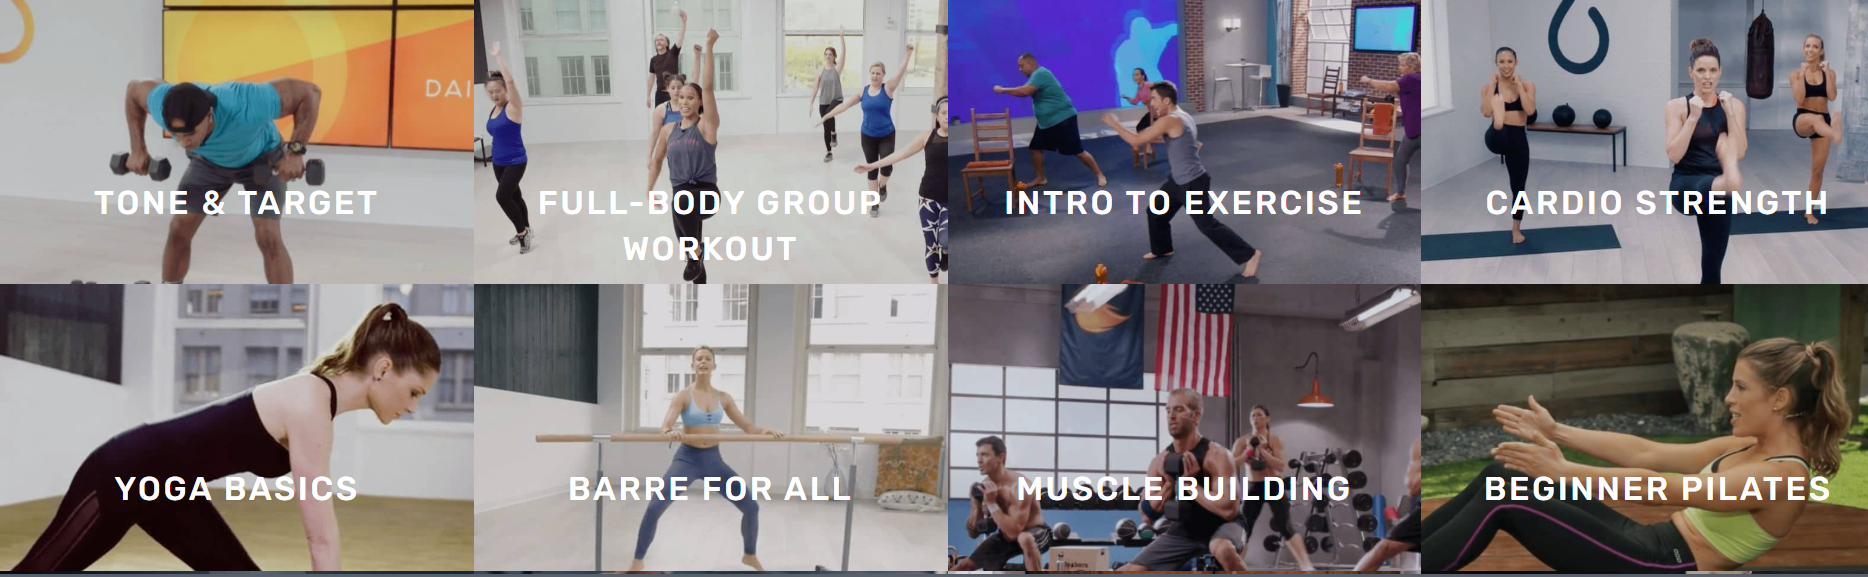 DAI
TONE & TARGET
FULL-BODY GROUP
WORKOUT
INTRO TO EXERCISE
CARDIO STRENGTH
YOGA BASICS
BARRE FOR ALL
MUSCLE BUILDING
BEGINNER PILATES